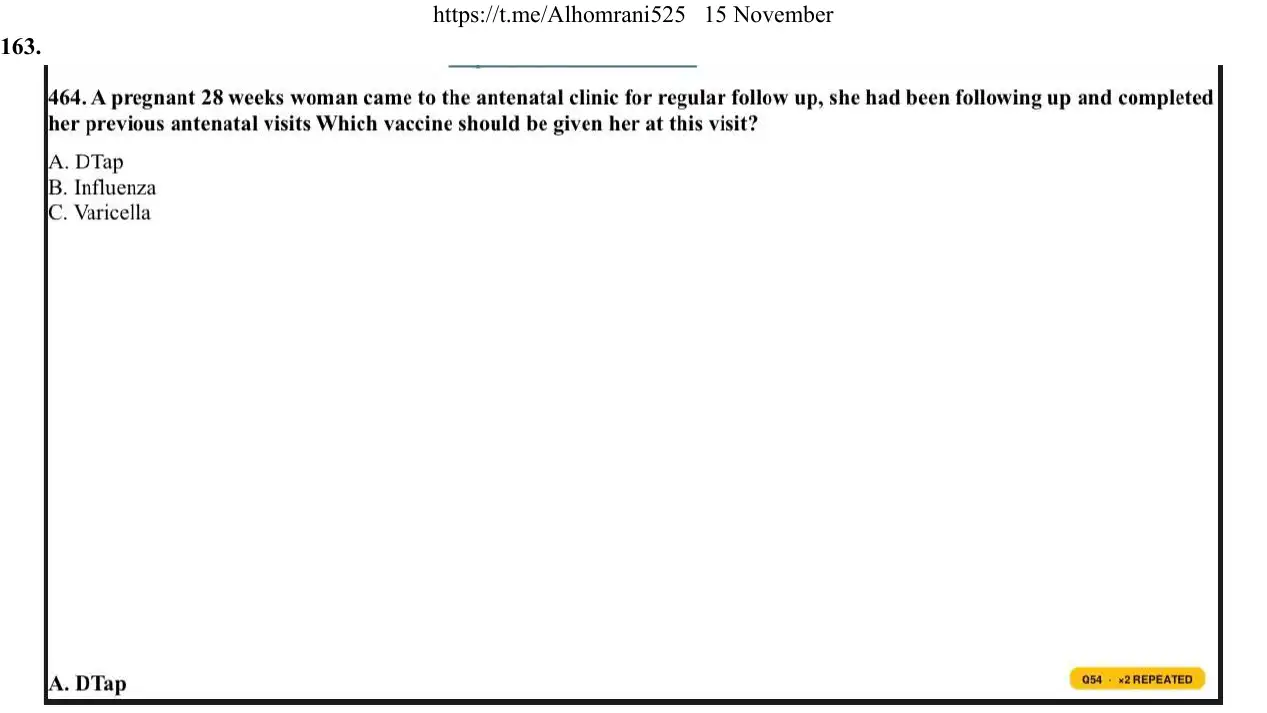 https://t.me/Alhomrani525 15 November
163.
464. A pregnant 28 weeks woman came to the antenatal clinic for regular follow up, she had been following up and completed
her previous antenatal visits Which vaccine should be given her at this visit?
A. DTap
B. Influenza
C. Varicella
A. DTap
Q54 · ×2 REPEATED